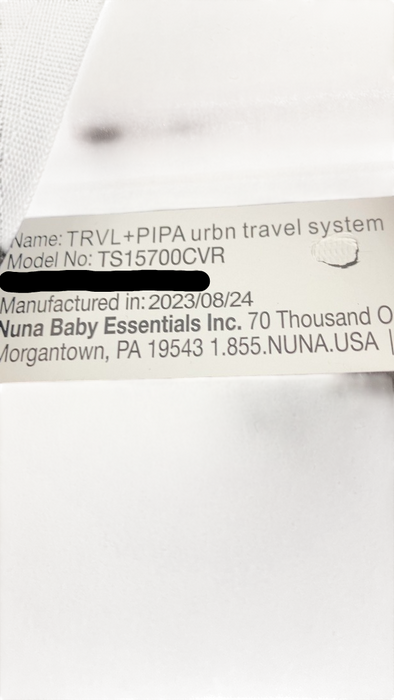 Name: TRVL+PIPA urbn travel system
Model No: TS15700CVR
Manufactured in: 2023/08/24
Nuna Baby Essentials Inc. 70 Thousand O
Morgantown, PA 19543 1.855.NUNA.USA |